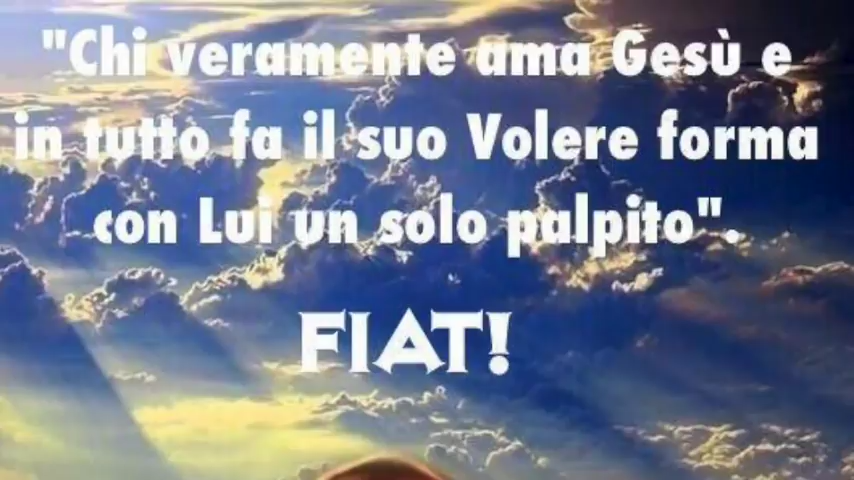 "Chi veramente ama Gesù e
in tutto fa il suo Volere forma
con Lui un solo palpito".
FIAT!